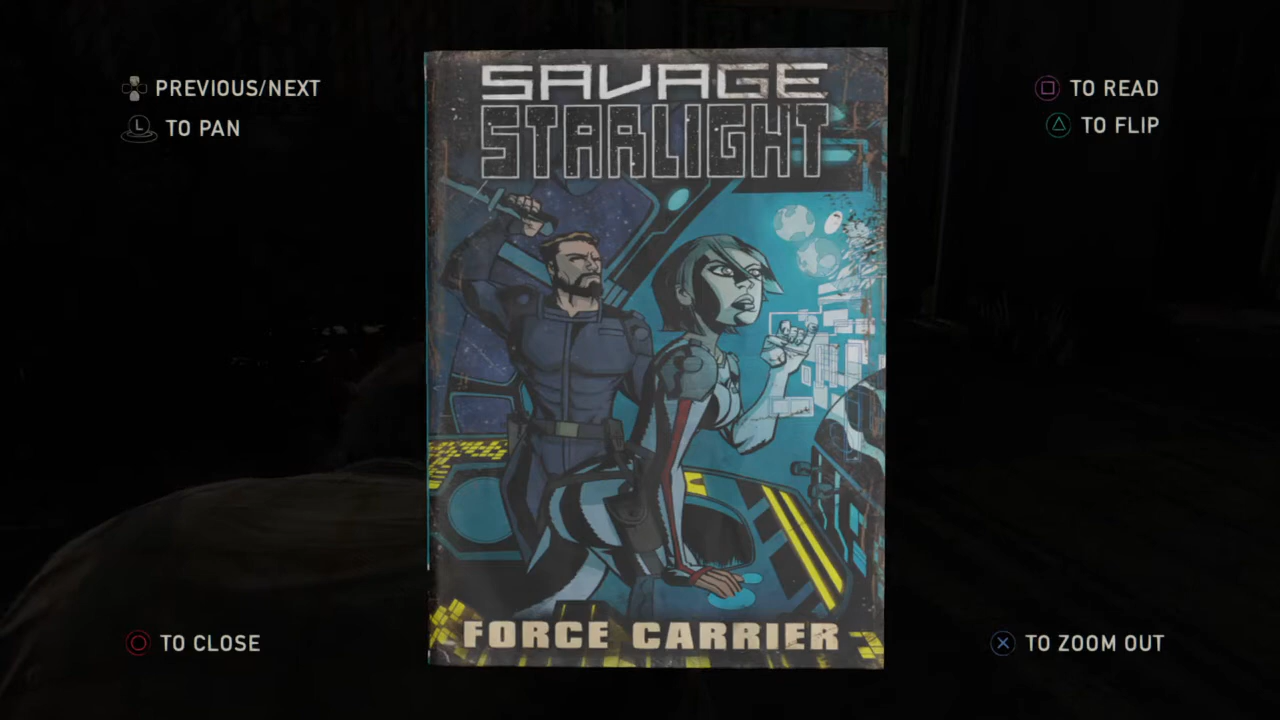 PREVIOUS/NEXT
L TO PAN
TO READ
TO FLIP
SAVAGE
STARLIGHT
FORCE CARRIER
TO CLOSE
TO ZOOM OUT